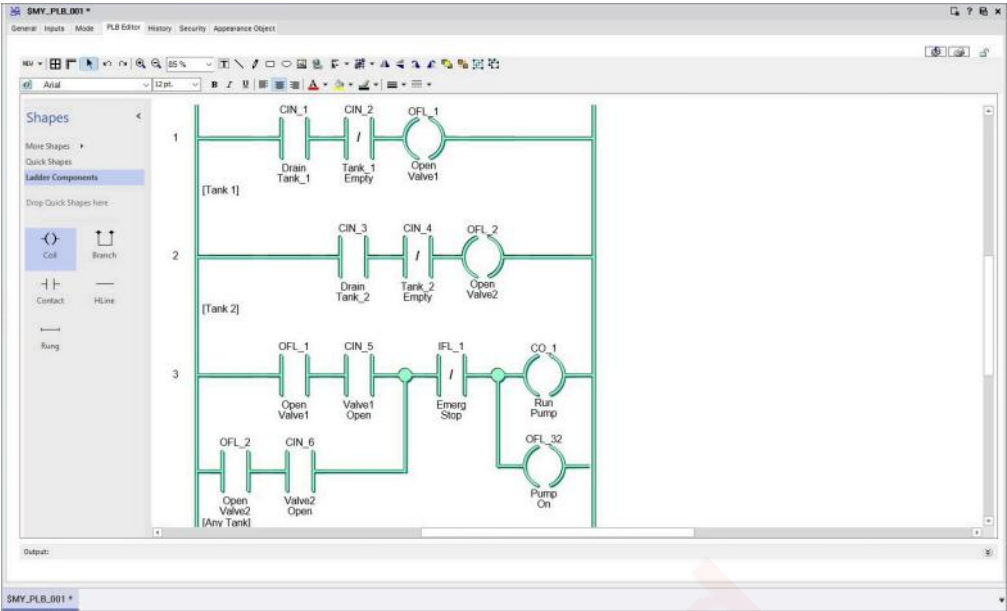 $MY_PLB_001 *
General Inputs Mode PLB Editor History Security Appearance Object
NEW 85 % T
Arial 12 pt. B I U A
Shapes
More Shapes
Quick Shapes
Ladder Components
Drop Quick Shapes here
Coil Branch
Contact HLine
Rung
CIN_1 CIN_2 OFL_1
1
/
Drain Tank_1 Open
Tank_1 Empty Valve1
[Tank 1]
CIN_3 CIN_4 OFL_2
2
/
Drain Tank_2 Open
Tank_2 Empty Valve2
[Tank 2]
OFL_1 CIN_5 IFL_1 CO_1
3
/
Open Valve1 Emerg Run
Valve1 Open Stop Pump
OFL_2 CIN_6 OFL_32
Open Valve2 Pump
Valve2 Open On
[Any Tank]
Output:
$MY_PLB_001 *